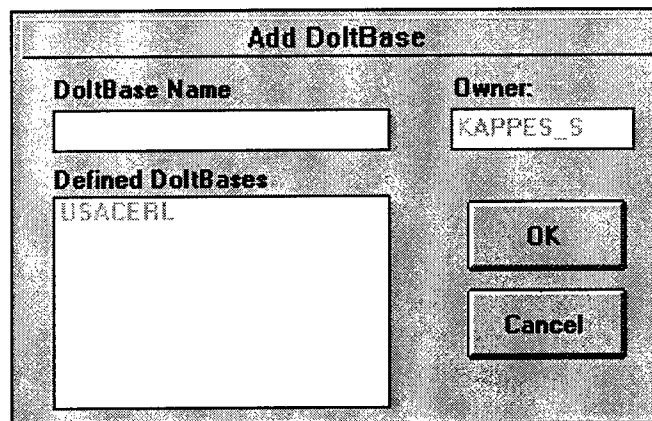 Add DoItBase
DoItBase Name
Owner:
KAPPES_S
Defined DoItBases
USACERL
OK
Cancel